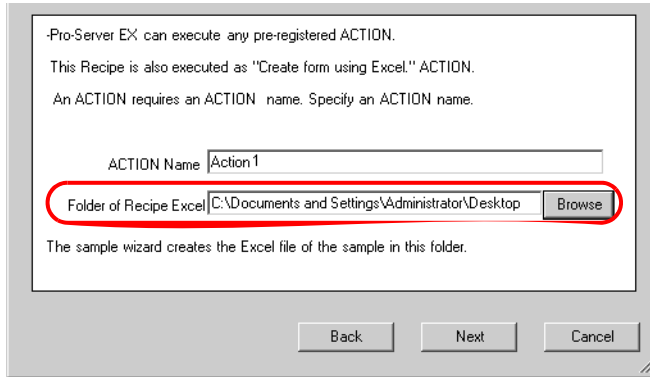 -Pro-Server EX can execute any pre-registered ACTION.
This Recipe is also executed as "Create form using Excel." ACTION.
An ACTION requires an ACTION name. Specify an ACTION name.
ACTION Name Action1
Folder of Recipe Excel C:\Documents and Settings\Administrator\Desktop Browse
The sample wizard creates the Excel file of the sample in this folder.
Back Next Cancel